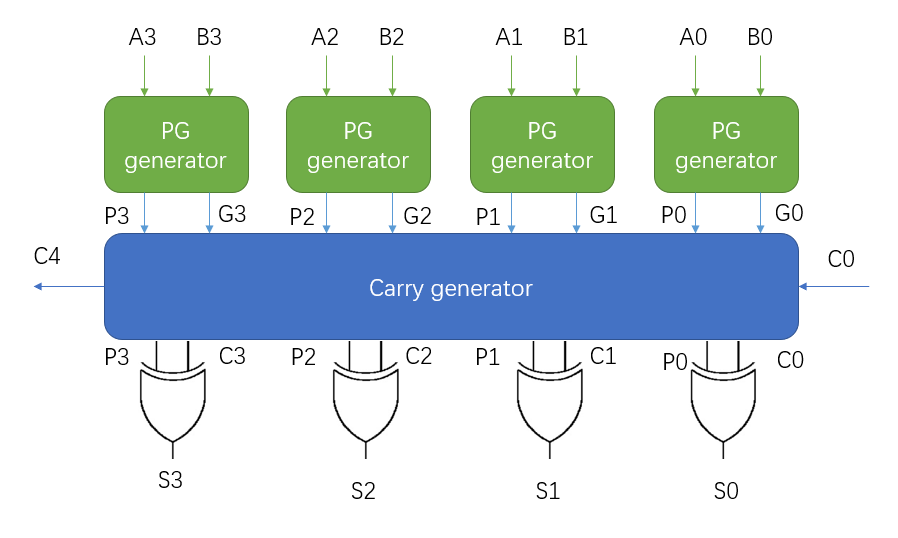 A3 B3 A2 B2 A1 B1 A0 B0
PG PG PG PG
generator generator generator generator
P3 G3 P2 G2 P1 G1 P0 G0
C4 C0
Carry generator
P3 C3 P2 C2 P1 C1 P0 C0
S3 S2 S1 S0